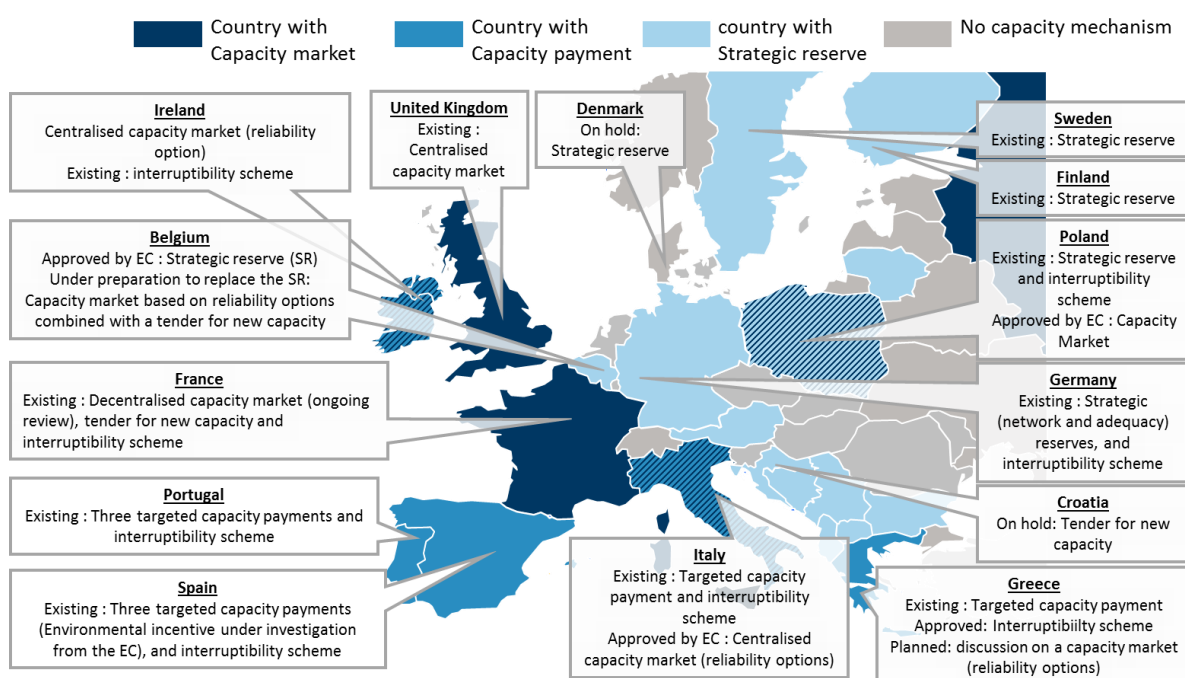 Country with
Capacity market
Country with
Capacity payment
country with
Strategic reserve
No capacity mechanism
Ireland
Centralised capacity market (reliability
option)
Existing : interruptibility scheme
United Kingdom
Existing :
Centralised
capacity market
Denmark
On hold:
Strategic reserve
Sweden
Existing : Strategic reserve
Finland
Existing : Strategic reserve
Belgium
Approved by EC : Strategic reserve (SR)
Under preparation to replace the SR:
Capacity market based on reliability options
combined with a tender for new capacity
Poland
Existing : Strategic reserve
and interruptibility
scheme
Approved by EC : Capacity
Market
France
Existing : Decentralised capacity market (ongoing
review), tender for new capacity and
interruptibility scheme
Germany
Existing : Strategic
(network and adequacy)
reserves, and
interruptibility scheme
Portugal
Existing : Three targeted capacity payments and
interruptibility scheme
Croatia
On hold: Tender for new
capacity
Spain
Existing : Three targeted capacity payments
(Environmental incentive under investigation
from the EC), and interruptibility scheme
Italy
Existing : Targeted capacity
payment and interruptibility
scheme
Approved by EC : Centralised
capacity market (reliability options)
Greece
Existing : Targeted capacity payment
Approved: Interruptibiilty scheme
Planned: discussion on a capacity market
(reliability options)